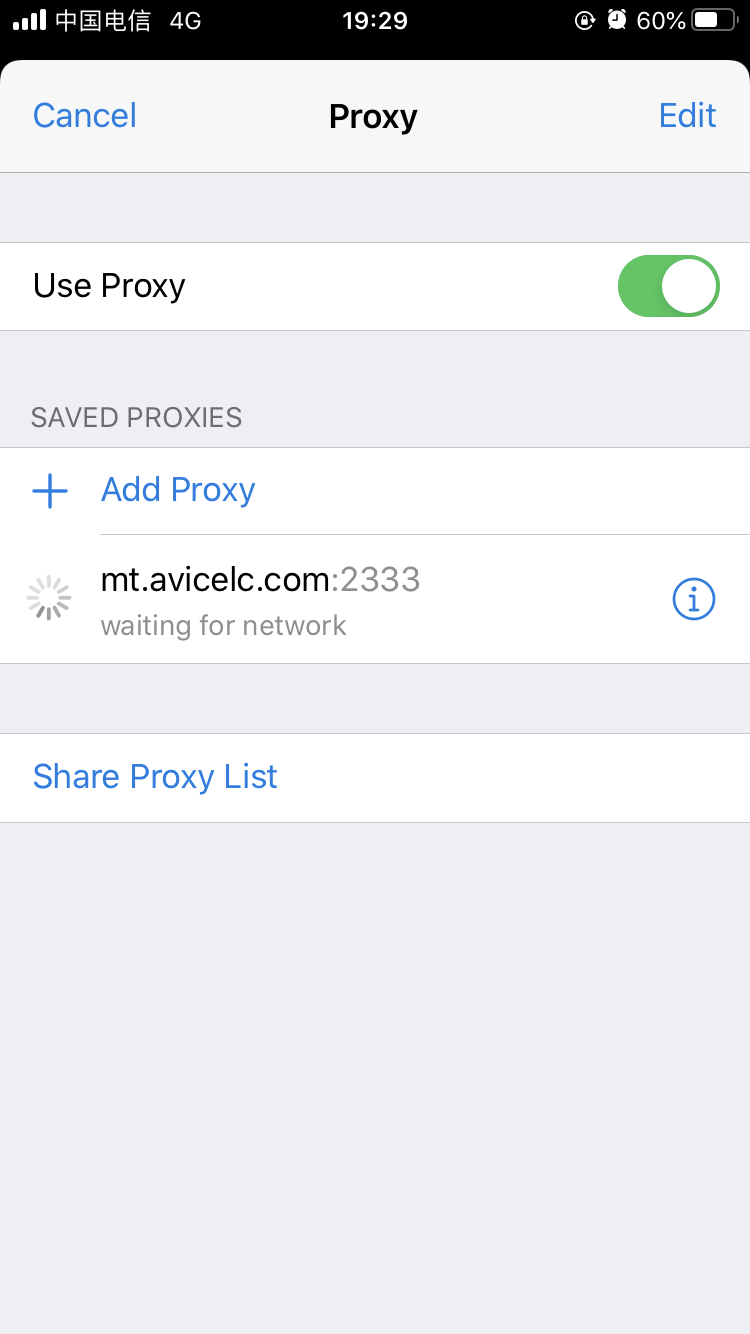 中国电信 4G 19:29 60%
Cancel Proxy Edit
Use Proxy
SAVED PROXIES
Add Proxy
mt.avicelc.com:2333
waiting for network
Share Proxy List